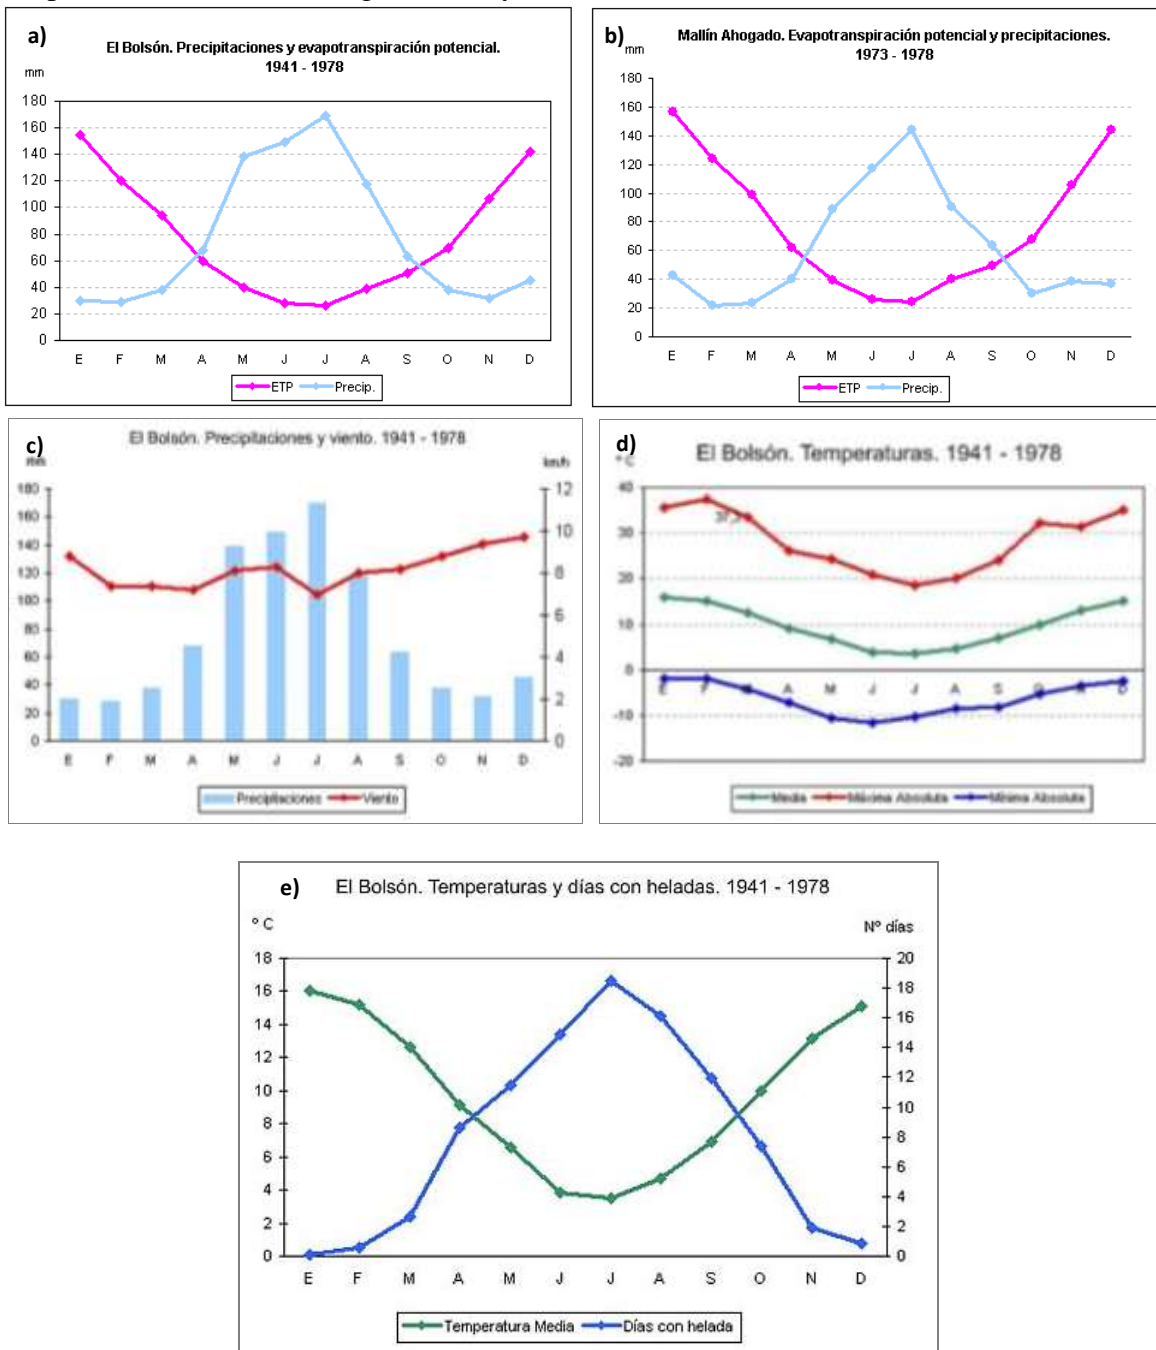 a)
El Bolsón. Precipitaciones y evapotranspiración potencial.
1941 - 1978
mm
180
160
140
120
100
80
60
40
20
0
E F M A M J J A S O N D
ETP Precip.
b)
Mallín Ahogado. Evapotranspiración potencial y precipitaciones.
1973 - 1978
mm
180
160
140
120
100
80
60
40
20
0
E F M A M J J A S O N D
ETP Precip.
c)
El Bolsón. Precipitaciones y viento. 1941 - 1978
mm km/h
180 12
160
140 10
120 8
100
80 6
60 4
40
20 2
0 0
E F M A M J J A S O N D
Precipitaciones Viento
d)
El Bolsón. Temperaturas. 1941 - 1978
º C
40
30
20
10
0
-10
-20
E F M A M J J A S O N D
Media Máxima Absoluta Mínima Absoluta
e)
El Bolsón. Temperaturas y días con heladas. 1941 - 1978
º C Nº días
18 20
16 18
14 16
12 14
10 12
8 10
6 8
4 6
2 4
0 2
0
E F M A M J J A S O N D
Temperatura Media Días con helada